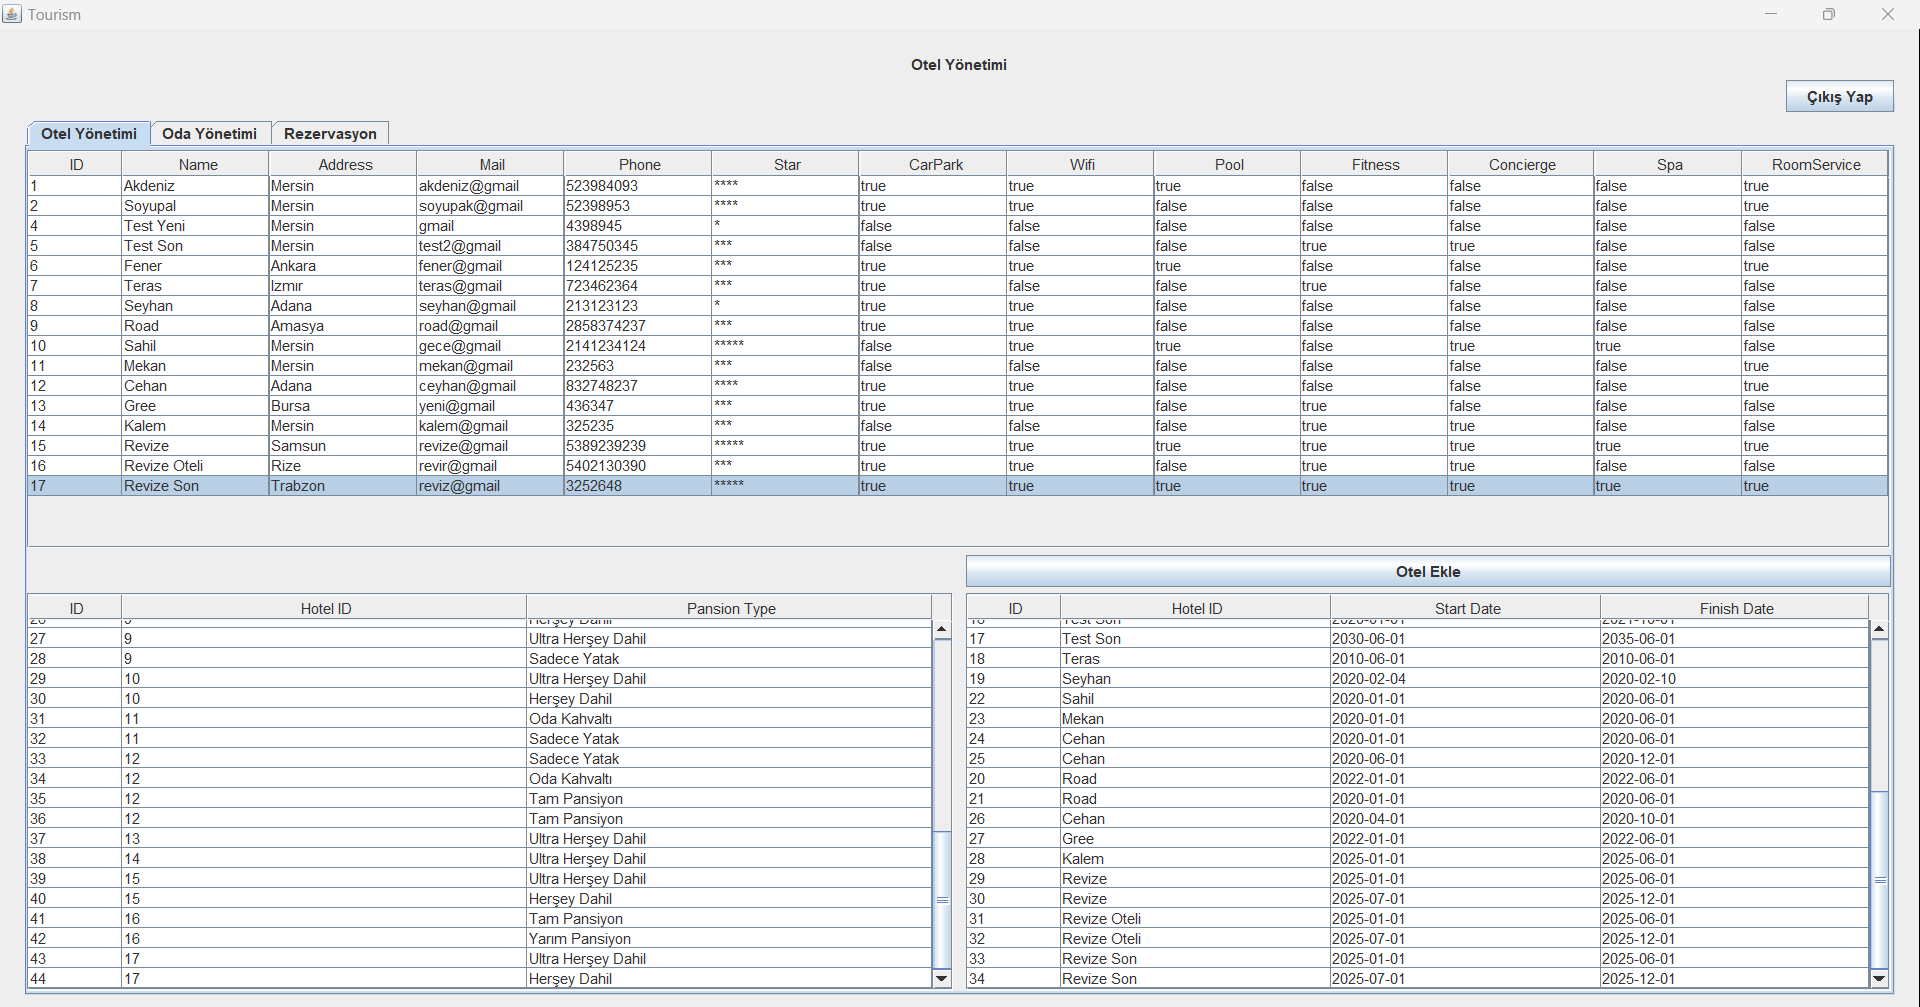 Tourism
Otel Yönetimi
Çıkış Yap
Otel Yönetimi Oda Yönetimi Rezervasyon
ID Name Address Mail Phone Star CarPark Wifi Pool Fitness Concierge Spa RoomService
1 Akdeniz Mersin akdeniz@gmail 523984093 **** true true true false false false true
2 Soyupal Mersin soyupak@gmail 52398953 **** true true false false false false true
4 Test Yeni Mersin gmail 4398945 * false false false false false false false
5 Test Son Mersin test2@gmail 384750345 *** false false false true true false false
6 Fener Ankara fener@gmail 124125235 *** true true true false false false true
7 Teras Izmır teras@gmail 723462364 *** true false false true false false false
8 Seyhan Adana seyhan@gmail 213123123 * true true false false false false false
9 Road Amasya road@gmail 2858374237 *** true true false false false false false
10 Sahil Mersin gece@gmail 2141234124 ***** false true true false true true false
11 Mekan Mersin mekan@gmail 232563 *** false false false false false false true
12 Cehan Adana ceyhan@gmail 832748237 **** true true false false false false true
13 Gree Bursa yeni@gmail 436347 *** true true false true false false false
14 Kalem Mersin kalem@gmail 325235 *** false false false true true false false
15 Revize Samsun revize@gmail 5389239239 ***** true true true true true true true
16 Revize Oteli Rize revir@gmail 5402130390 *** true true false true true false false
17 Revize Son Trabzon reviz@gmail 3252648 ***** true true true true true true true
Otel Ekle
ID Hotel ID Pansion Type
27 9 Ultra Herşey Dahil
28 9 Sadece Yatak
29 10 Ultra Herşey Dahil
30 10 Herşey Dahil
31 11 Oda Kahvaltı
32 11 Sadece Yatak
33 12 Sadece Yatak
34 12 Oda Kahvaltı
35 12 Tam Pansiyon
36 12 Tam Pansiyon
37 13 Ultra Herşey Dahil
38 14 Ultra Herşey Dahil
39 15 Ultra Herşey Dahil
40 15 Herşey Dahil
41 16 Tam Pansiyon
42 16 Yarım Pansiyon
43 17 Ultra Herşey Dahil
44 17 Herşey Dahil
ID Hotel ID Start Date Finish Date
17 Test Son 2030-06-01 2035-06-01
18 Teras 2010-06-01 2010-06-01
19 Seyhan 2020-02-04 2020-02-10
22 Sahil 2020-01-01 2020-06-01
23 Mekan 2020-01-01 2020-06-01
24 Cehan 2020-01-01 2020-06-01
25 Cehan 2020-06-01 2020-12-01
20 Road 2022-01-01 2022-06-01
21 Road 2020-01-01 2020-06-01
26 Cehan 2020-04-01 2020-10-01
27 Gree 2022-01-01 2022-06-01
28 Kalem 2025-01-01 2025-06-01
29 Revize 2025-01-01 2025-06-01
30 Revize 2025-07-01 2025-12-01
31 Revize Oteli 2025-01-01 2025-06-01
32 Revize Oteli 2025-07-01 2025-12-01
33 Revize Son 2025-01-01 2025-06-01
34 Revize Son 2025-07-01 2025-12-01